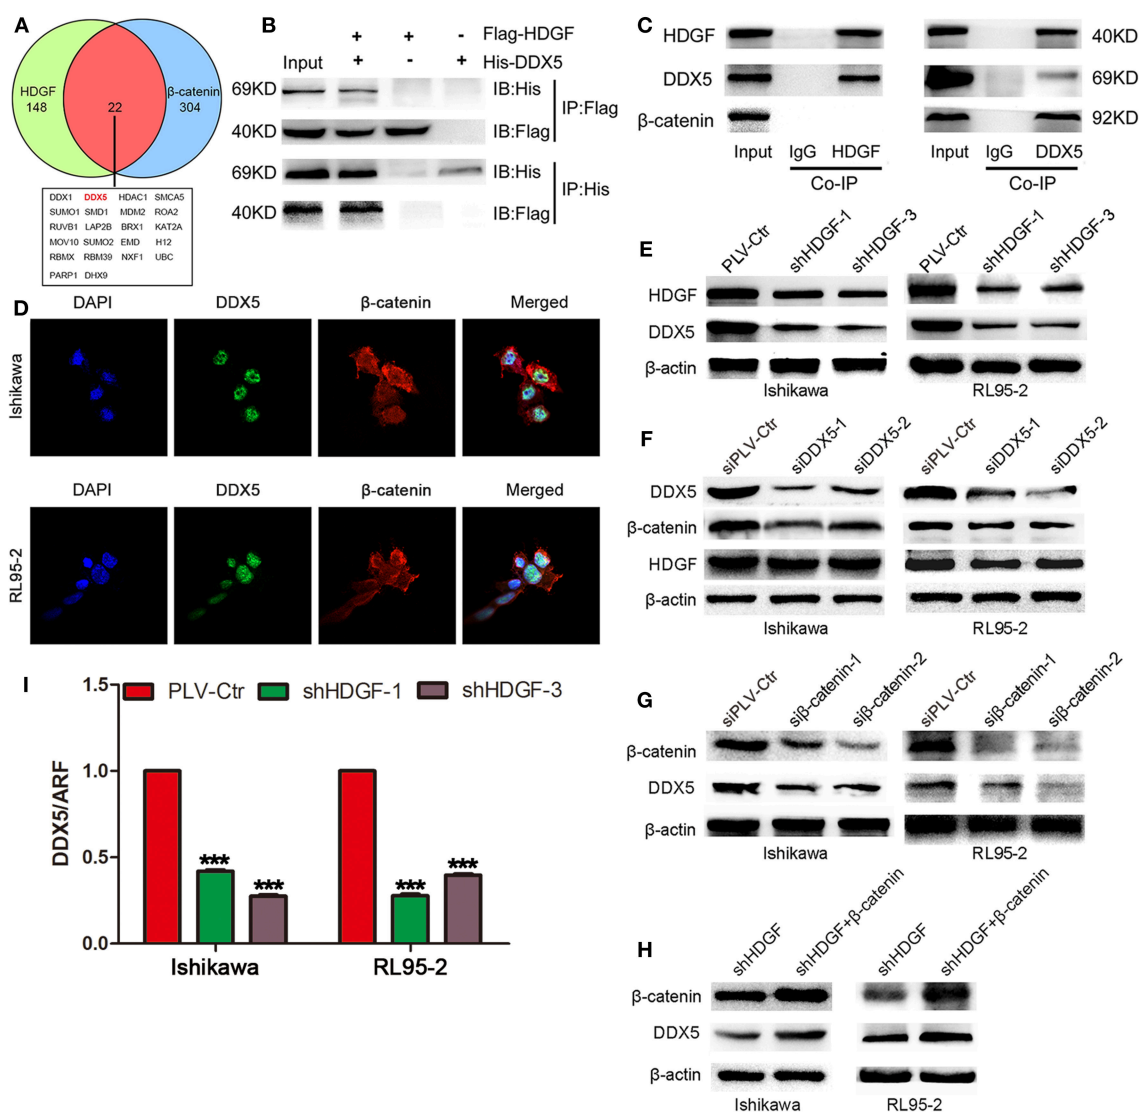 A
HDGF
148
22
β-catenin
304
DDX1 DDX5 HDAC1 SMCA5
SUMO1 SMD1 MDM2 ROA2
RUVB1 LAP2B BRX1 KAT2A
MOV10 SUMO2 EMD H12
RBMX RBM39 NXF1 UBC
PARP1 DHX9
B
+ + - Flag-HDGF
Input + - + His-DDX5
69KD IB:His
IP:Flag
40KD IB:Flag
69KD IB:His
IP:His
40KD IB:Flag
C
HDGF 40KD
DDX5 69KD
β-catenin 92KD
Input IgG HDGF Input IgG DDX5
Co-IP Co-IP
D
DAPI DDX5 β-catenin Merged
Ishikawa
DAPI DDX5 β-catenin Merged
RL95-2
E
PLV-Ctr shHDGF-1 shHDGF-3 PLV-Ctr shHDGF-1 shHDGF-3
HDGF
DDX5
β-actin
Ishikawa RL95-2
F
siPLV-Ctr siDDX5-1 siDDX5-2 siPLV-Ctr siDDX5-1 siDDX5-2
DDX5
β-catenin
HDGF
β-actin
Ishikawa RL95-2
G
siPLV-Ctr siβ-catenin-1 siβ-catenin-2 siPLV-Ctr siβ-catenin-1 siβ-catenin-2
β-catenin
DDX5
β-actin
Ishikawa RL95-2
H
shHDGF shHDGF+β-catenin shHDGF shHDGF+β-catenin
β-catenin
DDX5
β-actin
Ishikawa RL95-2
I
PLV-Ctr shHDGF-1 shHDGF-3
DDX5/ARF
1.5
1.0
0.5
0.0
*** *** *** ***
Ishikawa RL95-2